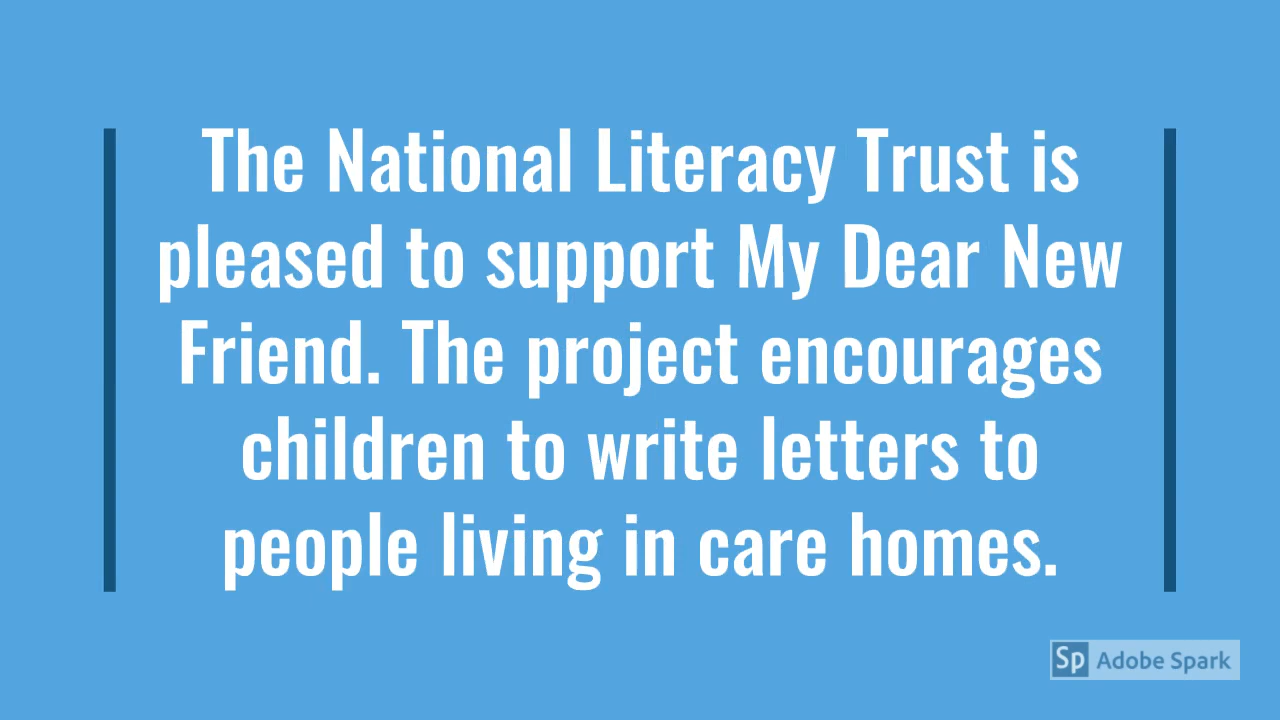 The National Literacy Trust is
pleased to support My Dear New
Friend. The project encourages
children to write letters to
people living in care homes.
Sp Adobe Spark